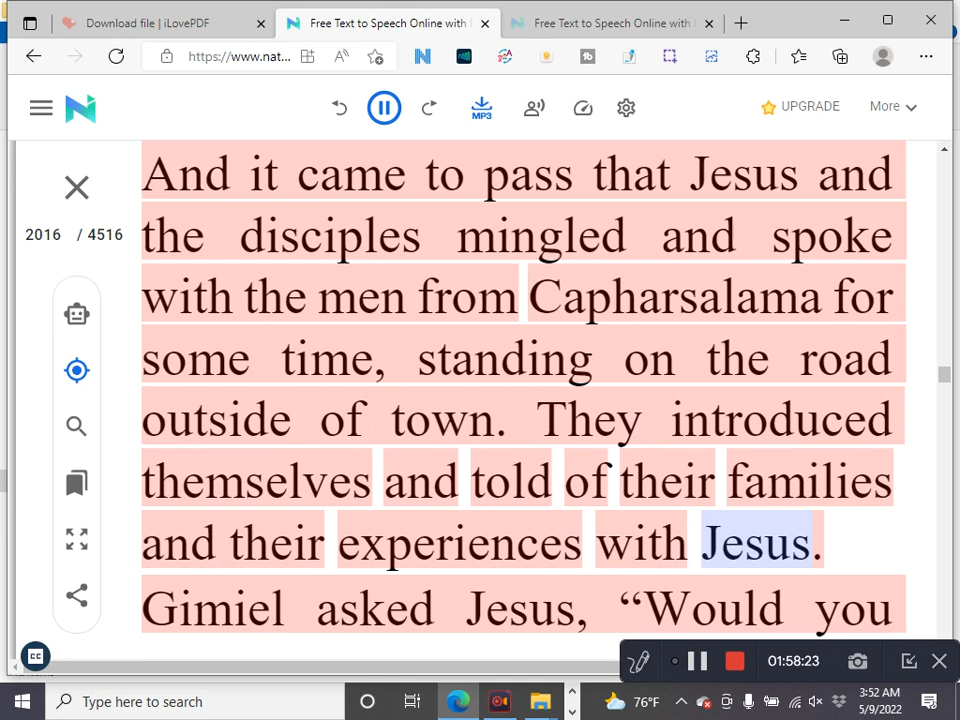 Download file | iLovePDF
Free Text to Speech Online with
Free Text to Speech Online with
https://www.nat...
MP3
UPGRADE
More
2016 / 4516
And it came to pass that Jesus and
the disciples mingled and spoke
with the men from Capharsalama for
some time, standing on the road
outside of town. They introduced
themselves and told of their families
and their experiences with Jesus.
Gimiel asked Jesus, “Would you
CC
01:58:23
Type here to search
76°F
3:52 AM
5/9/2022